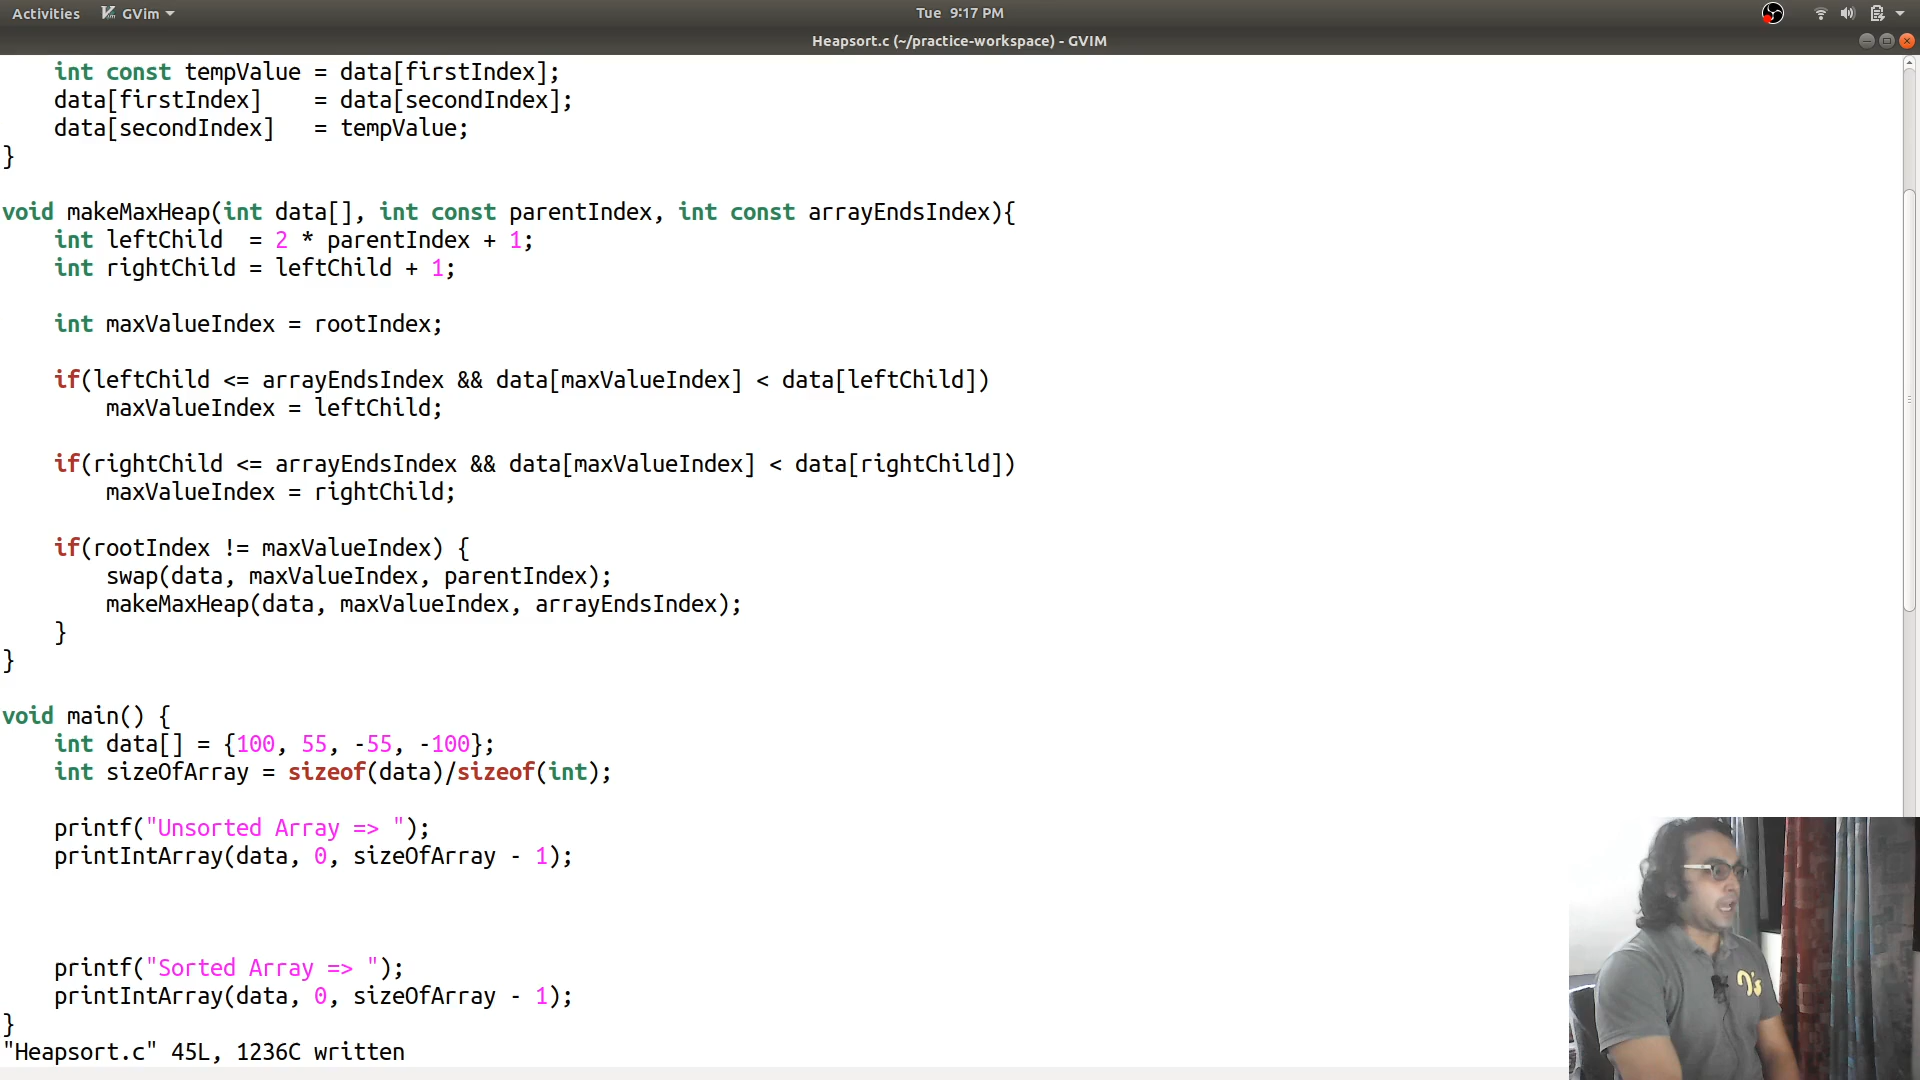 Activities GVim Tue 9:17 PM
Heapsort.c (~/practice-workspace) - GVIM
    int const tempValue = data[firstIndex];
    data[firstIndex]    = data[secondIndex];
    data[secondIndex]   = tempValue;
}
void makeMaxHeap(int data[], int const parentIndex, int const arrayEndsIndex){
    int leftChild  = 2 * parentIndex + 1;
    int rightChild = leftChild + 1;
    int maxValueIndex = rootIndex;
    if(leftChild <= arrayEndsIndex && data[maxValueIndex] < data[leftChild])
        maxValueIndex = leftChild;
    if(rightChild <= arrayEndsIndex && data[maxValueIndex] < data[rightChild])
        maxValueIndex = rightChild;
    if(rootIndex != maxValueIndex) {
        swap(data, maxValueIndex, parentIndex);
        makeMaxHeap(data, maxValueIndex, arrayEndsIndex);
    }
}
void main() {
    int data[] = {100, 55, -55, -100};
    int sizeOfArray = sizeof(data)/sizeof(int);
    printf("Unsorted Array => ");
    printIntArray(data, 0, sizeOfArray - 1);
    printf("Sorted Array => ");
    printIntArray(data, 0, sizeOfArray - 1);
}
"Heapsort.c" 45L, 1236C written